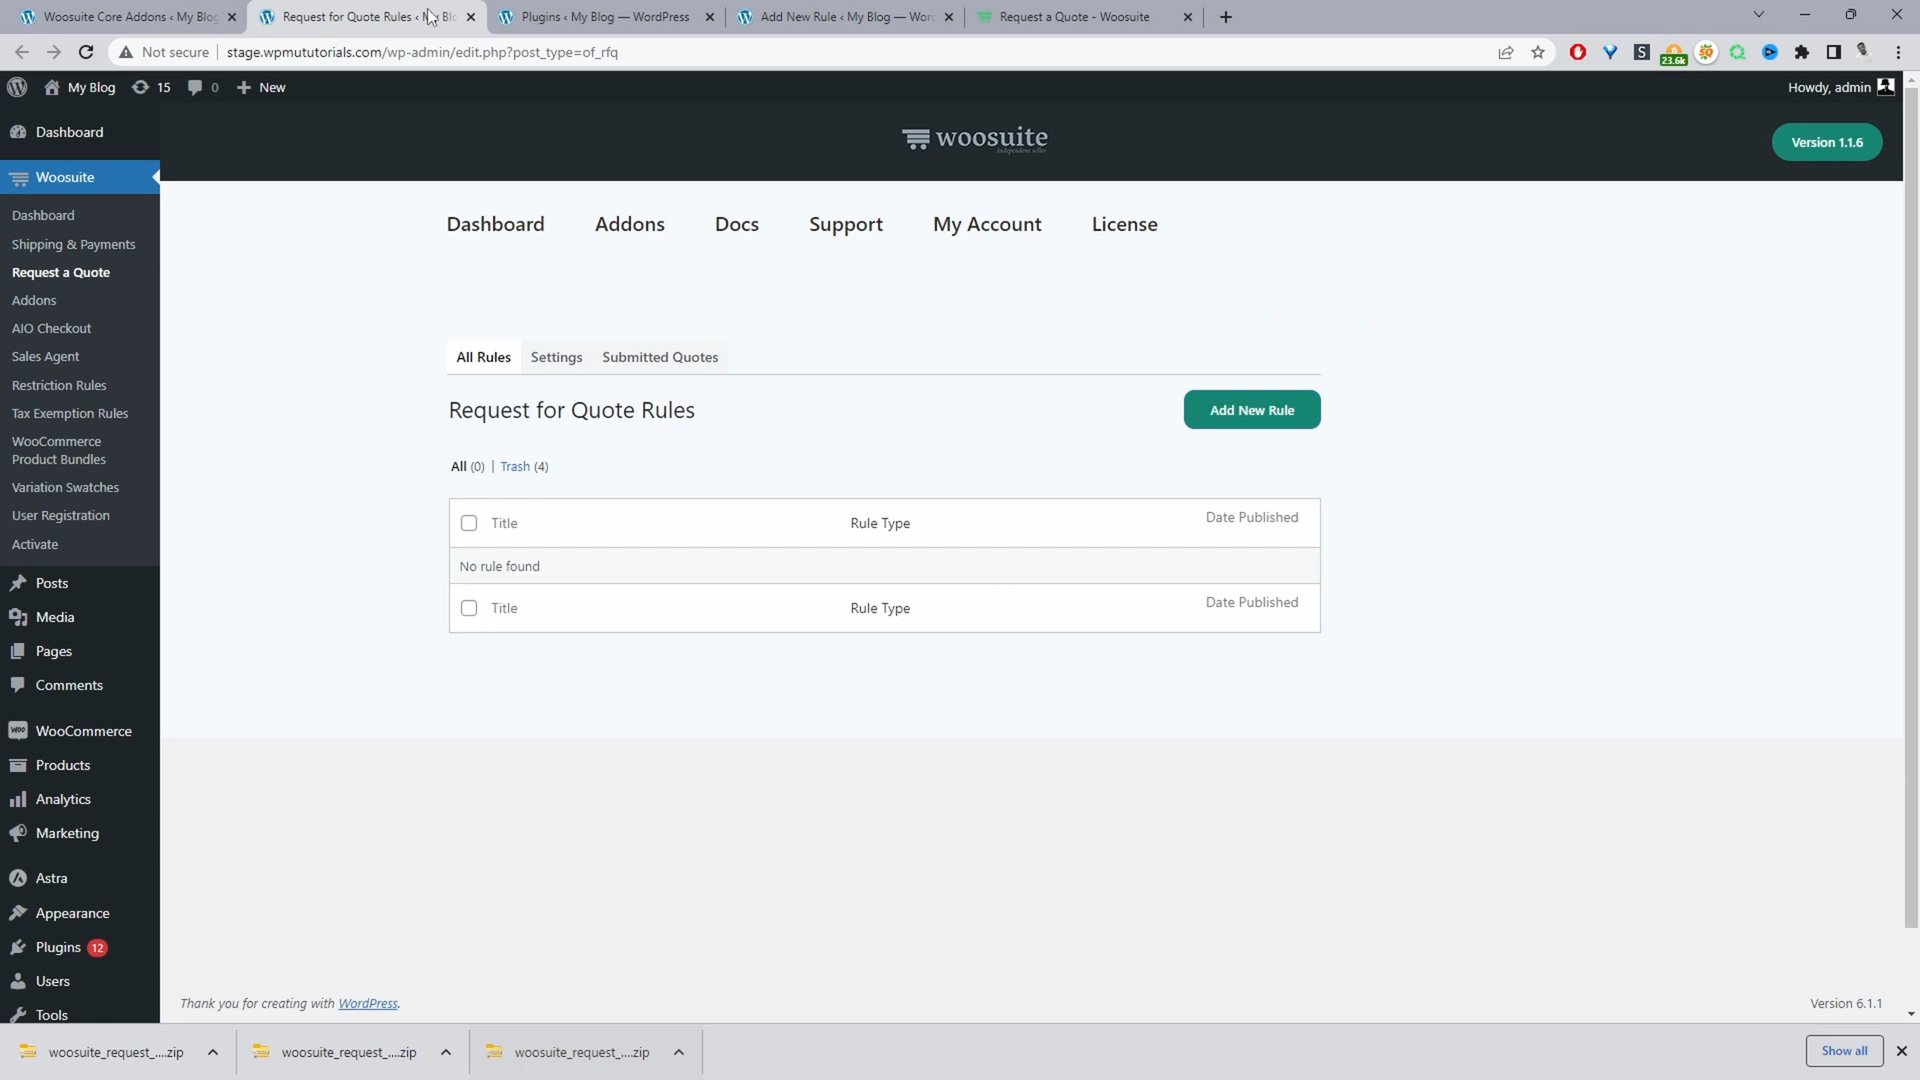 Woosuite Core Addons ‹ My Blog
Request for Quote Rules ‹ My Blo
Plugins ‹ My Blog — WordPress
Add New Rule ‹ My Blog — Word
Request a Quote - Woosuite
Not secure
stage.wpmututorials.com/wp-admin/edit.php?post_type=of_rfq
S
23.6k
My Blog
15
0
New
Howdy, admin
Dashboard
woosuite
independent seller
Version 1.1.6
Woosuite
Dashboard
Shipping & Payments
Request a Quote
Addons
AIO Checkout
Sales Agent
Restriction Rules
Tax Exemption Rules
WooCommerce
Product Bundles
Variation Swatches
User Registration
Activate
Posts
Media
Pages
Comments
Woo WooCommerce
Products
Analytics
Marketing
Astra
Appearance
Plugins 12
Users
Tools
Dashboard Addons Docs Support My Account License
All Rules Settings Submitted Quotes
Request for Quote Rules
Add New Rule
All (0) | Trash (4)
Title Rule Type Date Published
No rule found
Title Rule Type Date Published
Thank you for creating with WordPress.
Version 6.1.1
woosuite_request_....zip
woosuite_request_....zip
woosuite_request_....zip
Show all